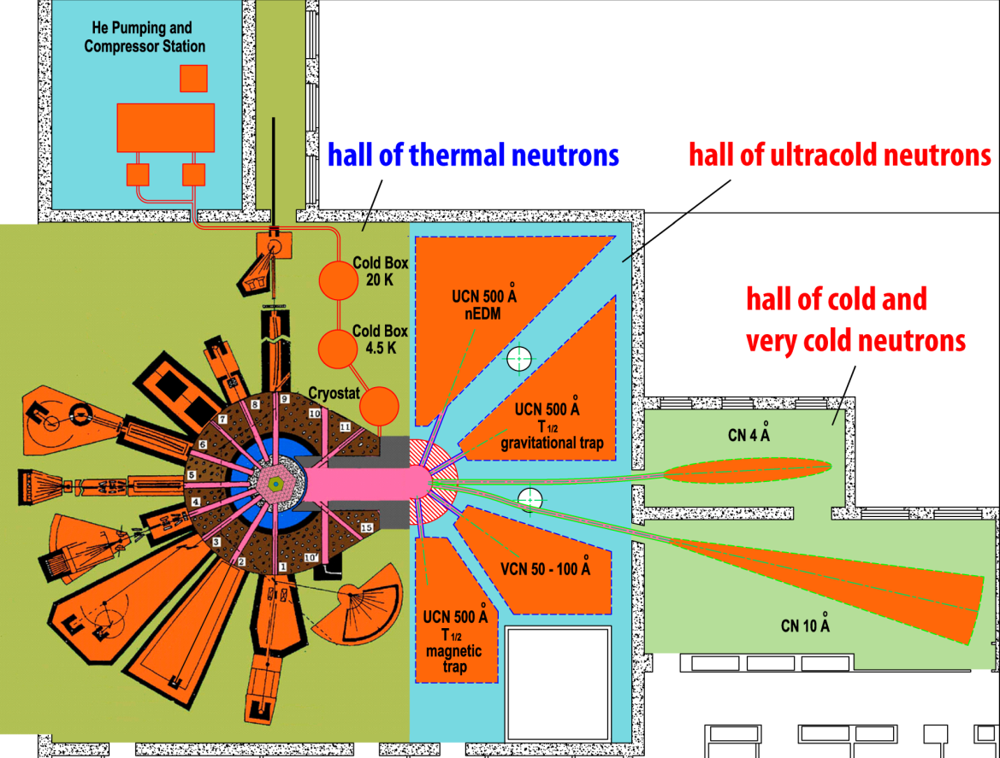 He Pumping and
Compressor Station
hall of thermal neutrons
hall of ultracold neutrons
Cold Box
20 K
Cold Box
4.5 K
Cryostat
UCN 500 Å
nEDM
UCN 500 Å
T 1/2
gravitational trap
hall of cold and
very cold neutrons
CN 4 Å
CN 10 Å
VCN 50 - 100 Å
UCN 500 Å
T 1/2
magnetic
trap
9
8
10
7
11
6
5
4
3
2
1
10'
15